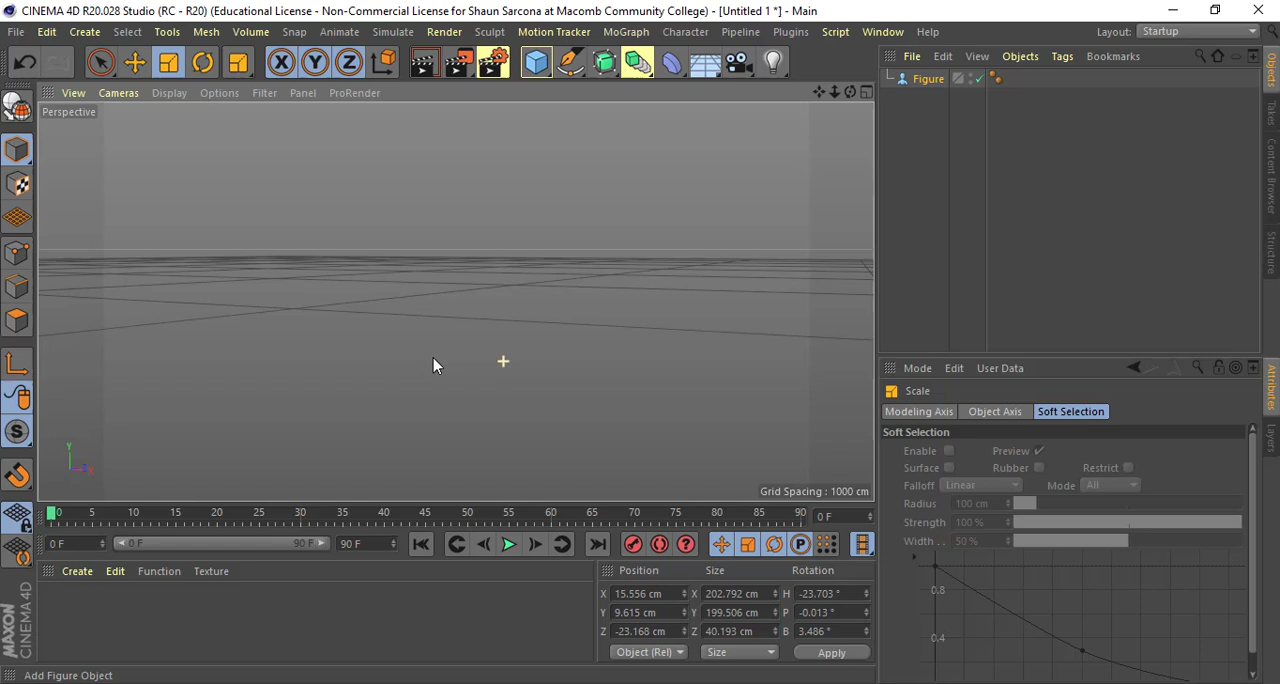 CINEMA 4D R20.028 Studio (RC - R20) (Educational License - Non-Commercial License for Shaun Sarcona at Macomb Community College) - [Untitled 1 *] - Main
File Edit Create Select Tools Mesh Volume Snap Animate Simulate Render Sculpt Motion Tracker MoGraph Character Pipeline Plugins Script Window Help Layout: Startup
X Y Z
File Edit View Objects Tags Bookmarks
Figure
View Cameras Display Options Filter Panel ProRender
Perspective
Y
Grid Spacing : 1000 cm
Objects
Takes
Content Browser
Structure
Mode Edit User Data
Scale
Modeling Axis Object Axis Soft Selection
Soft Selection
Enable Preview
Surface Rubber Restrict
Falloff Linear Mode All
Radius 100 cm
Strength 100 %
Width . . 50 %
0.8
0.4
Attributes
Layers
S
0 5 10 15 20 25 30 35 40 45 50 55 60 65 70 75 80 85 90 0 F
0 F 0 F 90 F 90 F
P
Create Edit Function Texture
Position Size Rotation
X 15.556 cm X 202.792 cm H -23.703 °
Y 9.615 cm Y 199.506 cm P -0.013 °
Z -23.168 cm Z 40.193 cm B 3.486 °
Object (Rel) Size Apply
MAXON
CINEMA 4D
Add Figure Object